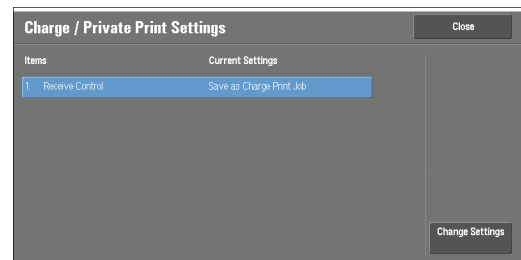 Charge / Private Print Settings
Close
Items Current Settings
1. Receive Control Save as Charge Print Job
Change Settings